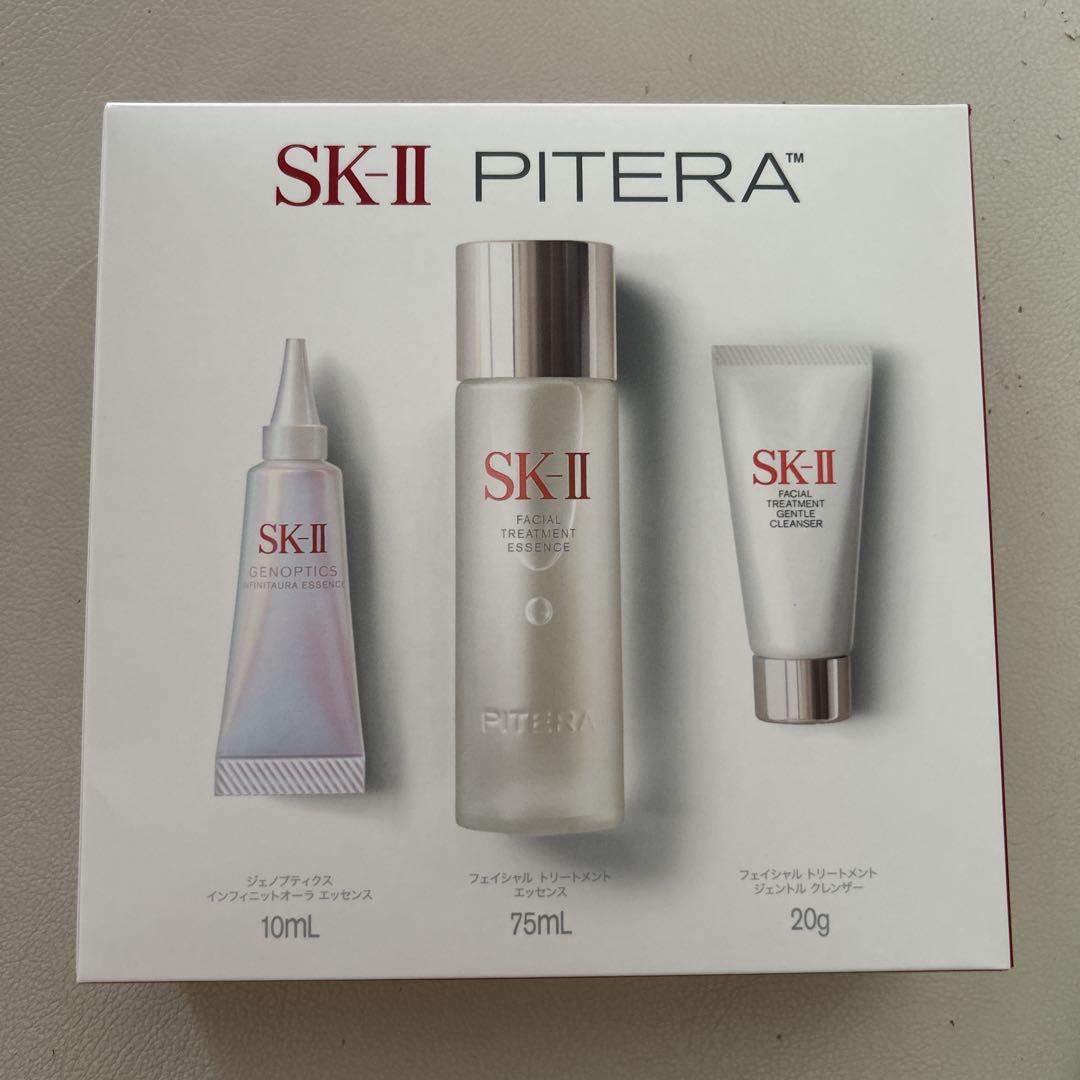 SK-II PITERA™
SK-II
GENOPTICS
INFINITAURA ESSENCE
SK-II
FACIAL
TREATMENT
ESSENCE
PITERA
SK-II
FACIAL
TREATMENT
GENTLE
CLEANSER
ジェノプティクス
インフィニットオーラ エッセンス
10mL
フェイシャル トリートメント
エッセンス
75mL
フェイシャル トリートメント
ジェントル クレンザー
20g